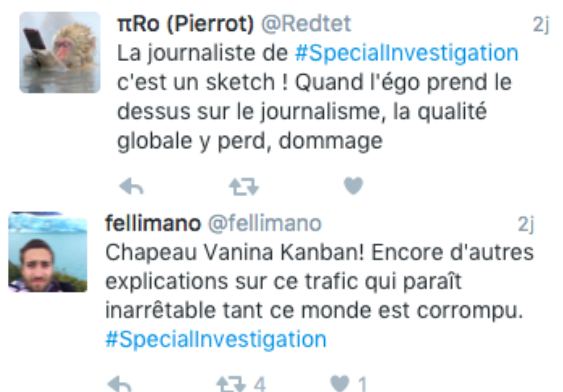 πRo (Pierrot) @Redtet 2j
La journaliste de #SpecialInvestigation
c'est un sketch ! Quand l'égo prend le
dessus sur le journalisme, la qualité
globale y perd, dommage
fellimano @fellimano 2j
Chapeau Vanina Kanban! Encore d'autres
explications sur ce trafic qui paraît
inarrêtable tant ce monde est corrompu.
#SpecialInvestigation
4 1